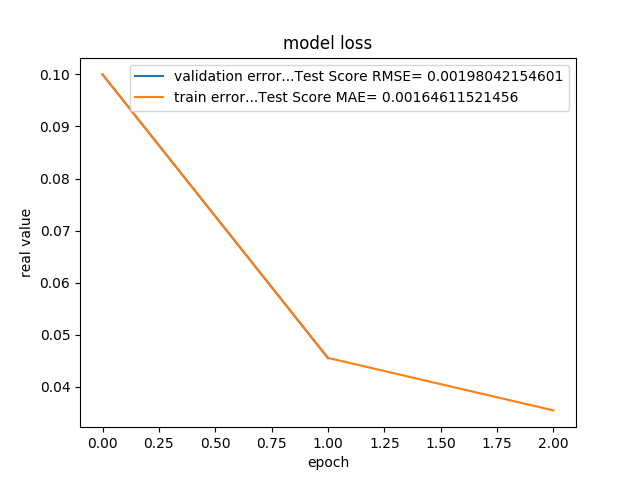 model loss
validation error...Test Score RMSE= 0.00198042154601
train error...Test Score MAE= 0.00164611521456
0.10
0.09
0.08
0.07
0.06
0.05
0.04
real value
0.00 0.25 0.50 0.75 1.00 1.25 1.50 1.75 2.00
epoch